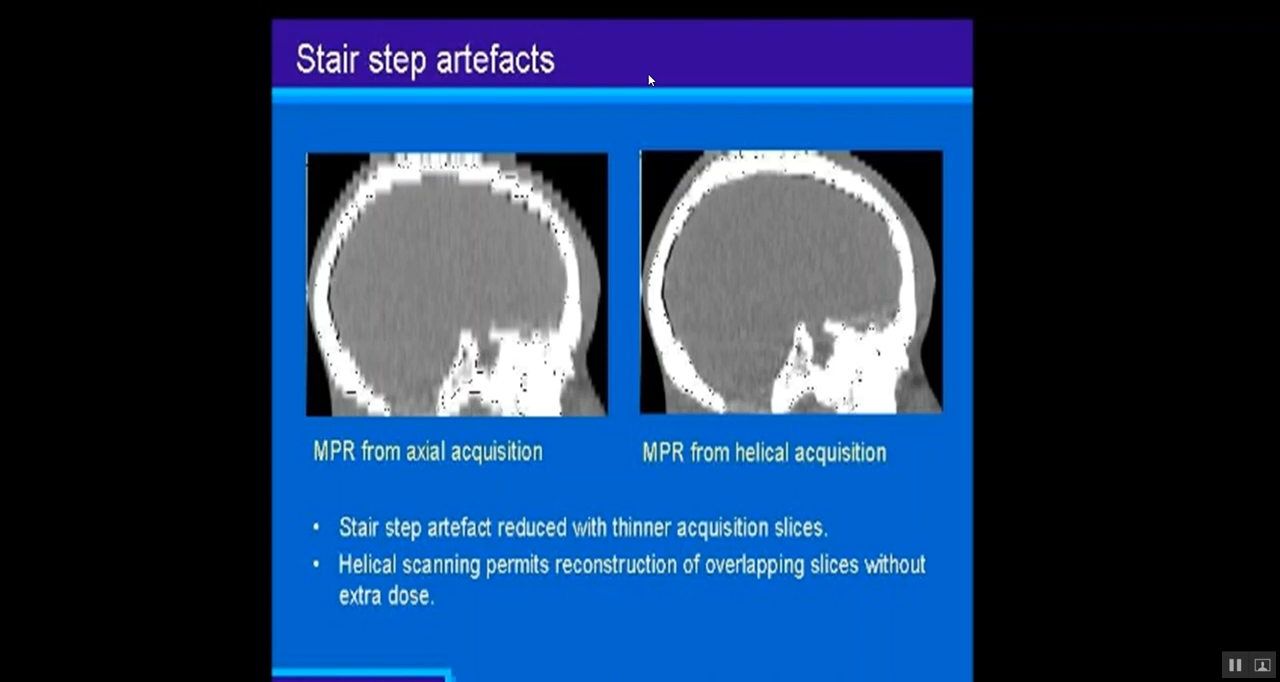 Stair step artefacts
MPR from axial acquisition
MPR from helical acquisition
• Stair step artefact reduced with thinner acquisition slices.
• Helical scanning permits reconstruction of overlapping slices without
extra dose.